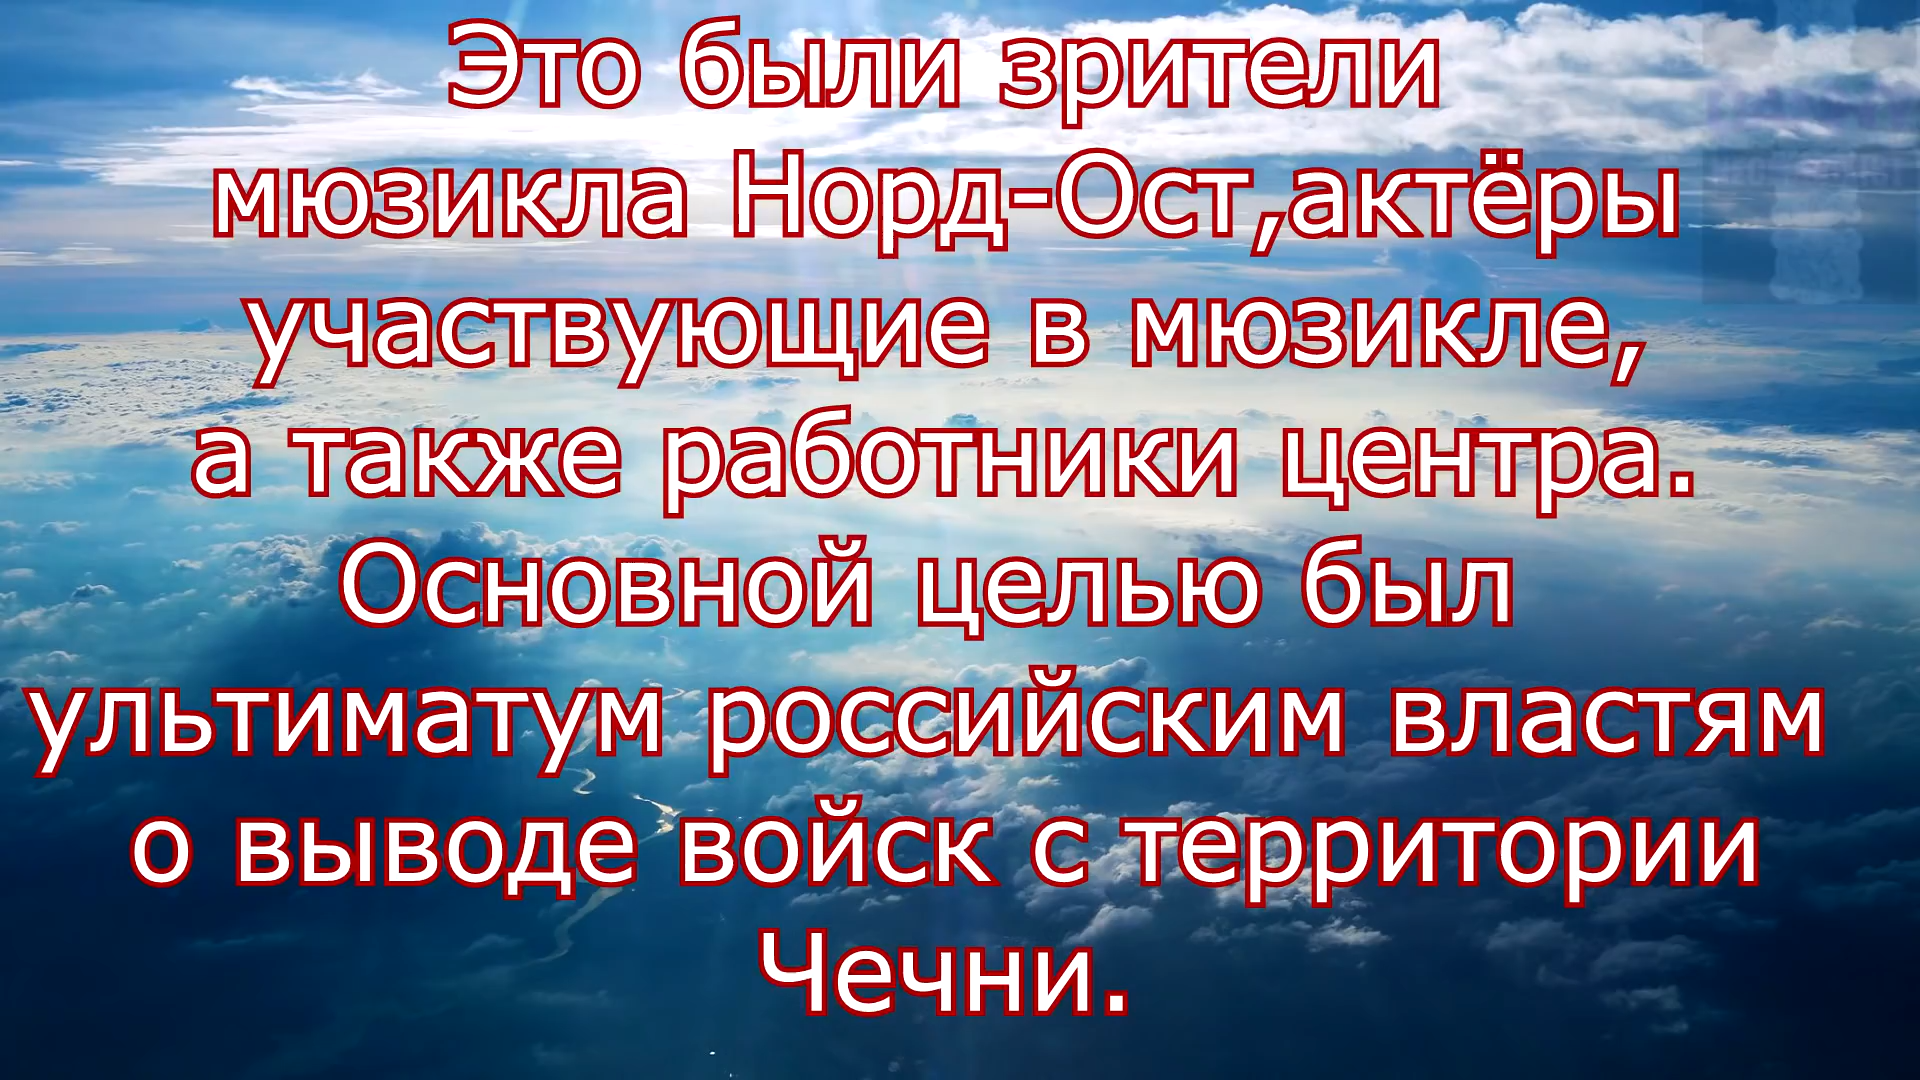 Это были зрители
мюзикла Норд-Ост,актёры
участвующие в мюзикле,
а также работники центра.
Основной целью был
ультиматум российским властям
о выводе войск с территории
Чечни.